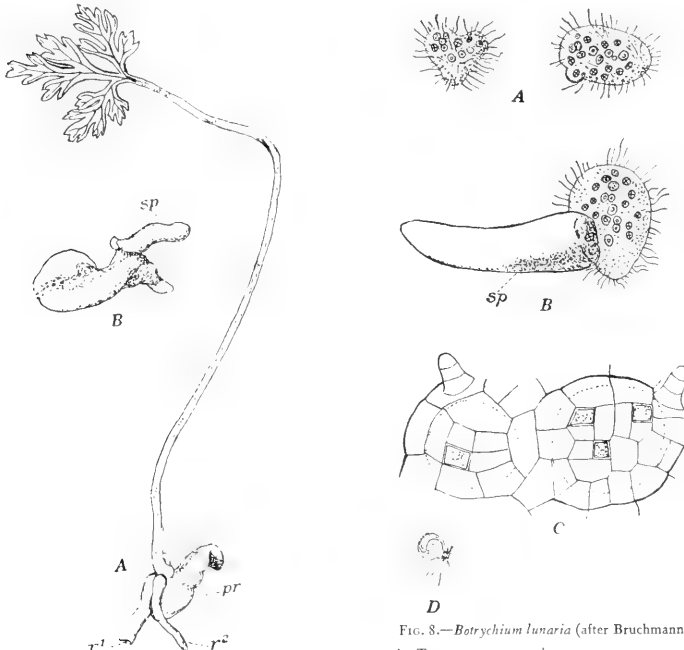 sp
B
A
pr
r¹
r²
A
sp
B
C
D
FIG. 8.—Botrychium lunaria (after Bruchmann